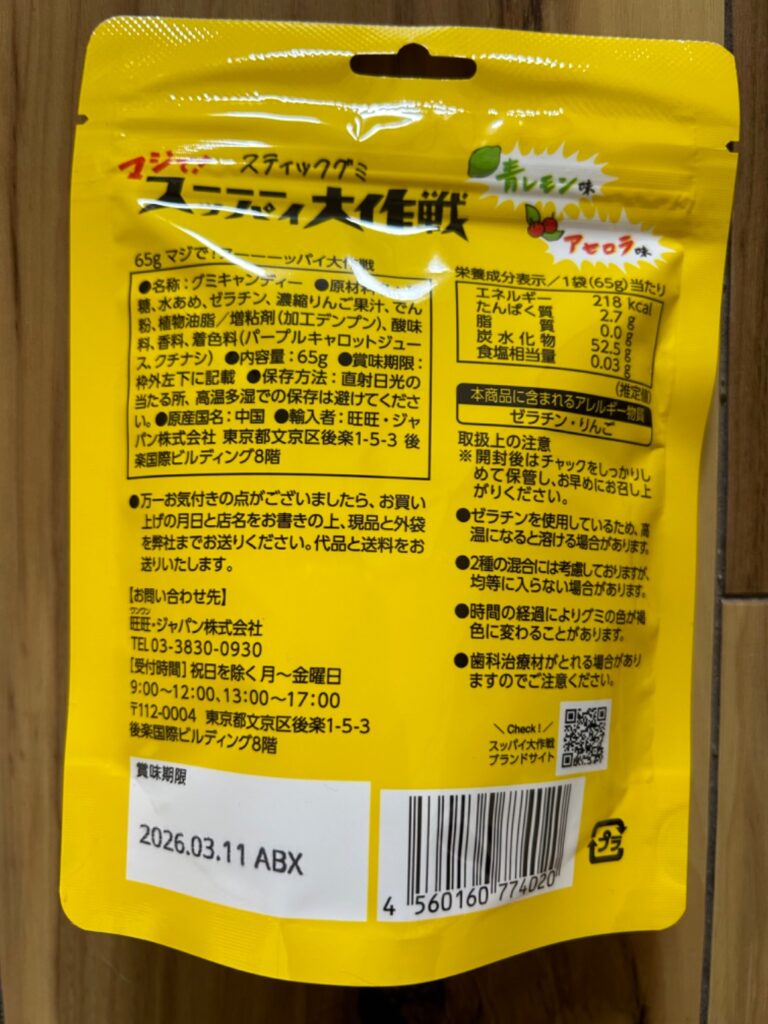 マジで!
スティックグミ
スーーーッパイ大作戦
青レモン味
アセロラ味
65g マジで!スーーーーッパイ大作戦
●名称:グミキャンディー ●原材料
糖、水あめ、ゼラチン、濃縮りんご果汁、でん
粉、植物油脂/増粘剤(加工デンプン)、酸味
料、香料、着色料(パープルキャロットジュー
ス、クチナシ) ●内容量:65g ●賞味期限:
枠外左下に記載 ●保存方法:直射日光の
当たる所、高温多湿での保存は避けてくださ
い。●原産国名:中国 ●輸入者:旺旺・ジャ
パン株式会社 東京都文京区後楽1-5-3 後
楽国際ビルディング8階
栄養成分表示/1袋(65g)当たり
エネルギー 218 kcal
たんぱく質 2.7 g
脂質 0.0 g
炭水化物 52.5 g
食塩相当量 0.03 g
(推定値)
本商品に含まれるアレルギー物質
ゼラチン・りんご
取扱上の注意
※開封後はチャックをしっかりし
めて保管し、お早めにお召し上
がりください。
●ゼラチンを使用しているため、高
温になると溶ける場合があります。
●2種の混合には考慮しておりますが、
均等に入らない場合があります。
●時間の経過によりグミの色が褐
色に変わることがあります。
●歯科治療材がとれる場合があり
ますのでご注意ください。
●万一お気付きの点がございましたら、お買い
上げの月日と店名をお書きの上、現品と外袋
を弊社までお送りください。代品と送料をお
送りいたします。
【お問い合わせ先】
ワンワン
旺旺・ジャパン株式会社
TEL03-3830-0930
[受付時間] 祝日を除く月〜金曜日
9:00〜12:00、13:00〜17:00
〒112-0004 東京都文京区後楽1-5-3
後楽国際ビルディング8階
\ Check! /
スッパイ大作戦
ブランドサイト
賞味期限
2026.03.11 ABX
4 560160 774020
プラ